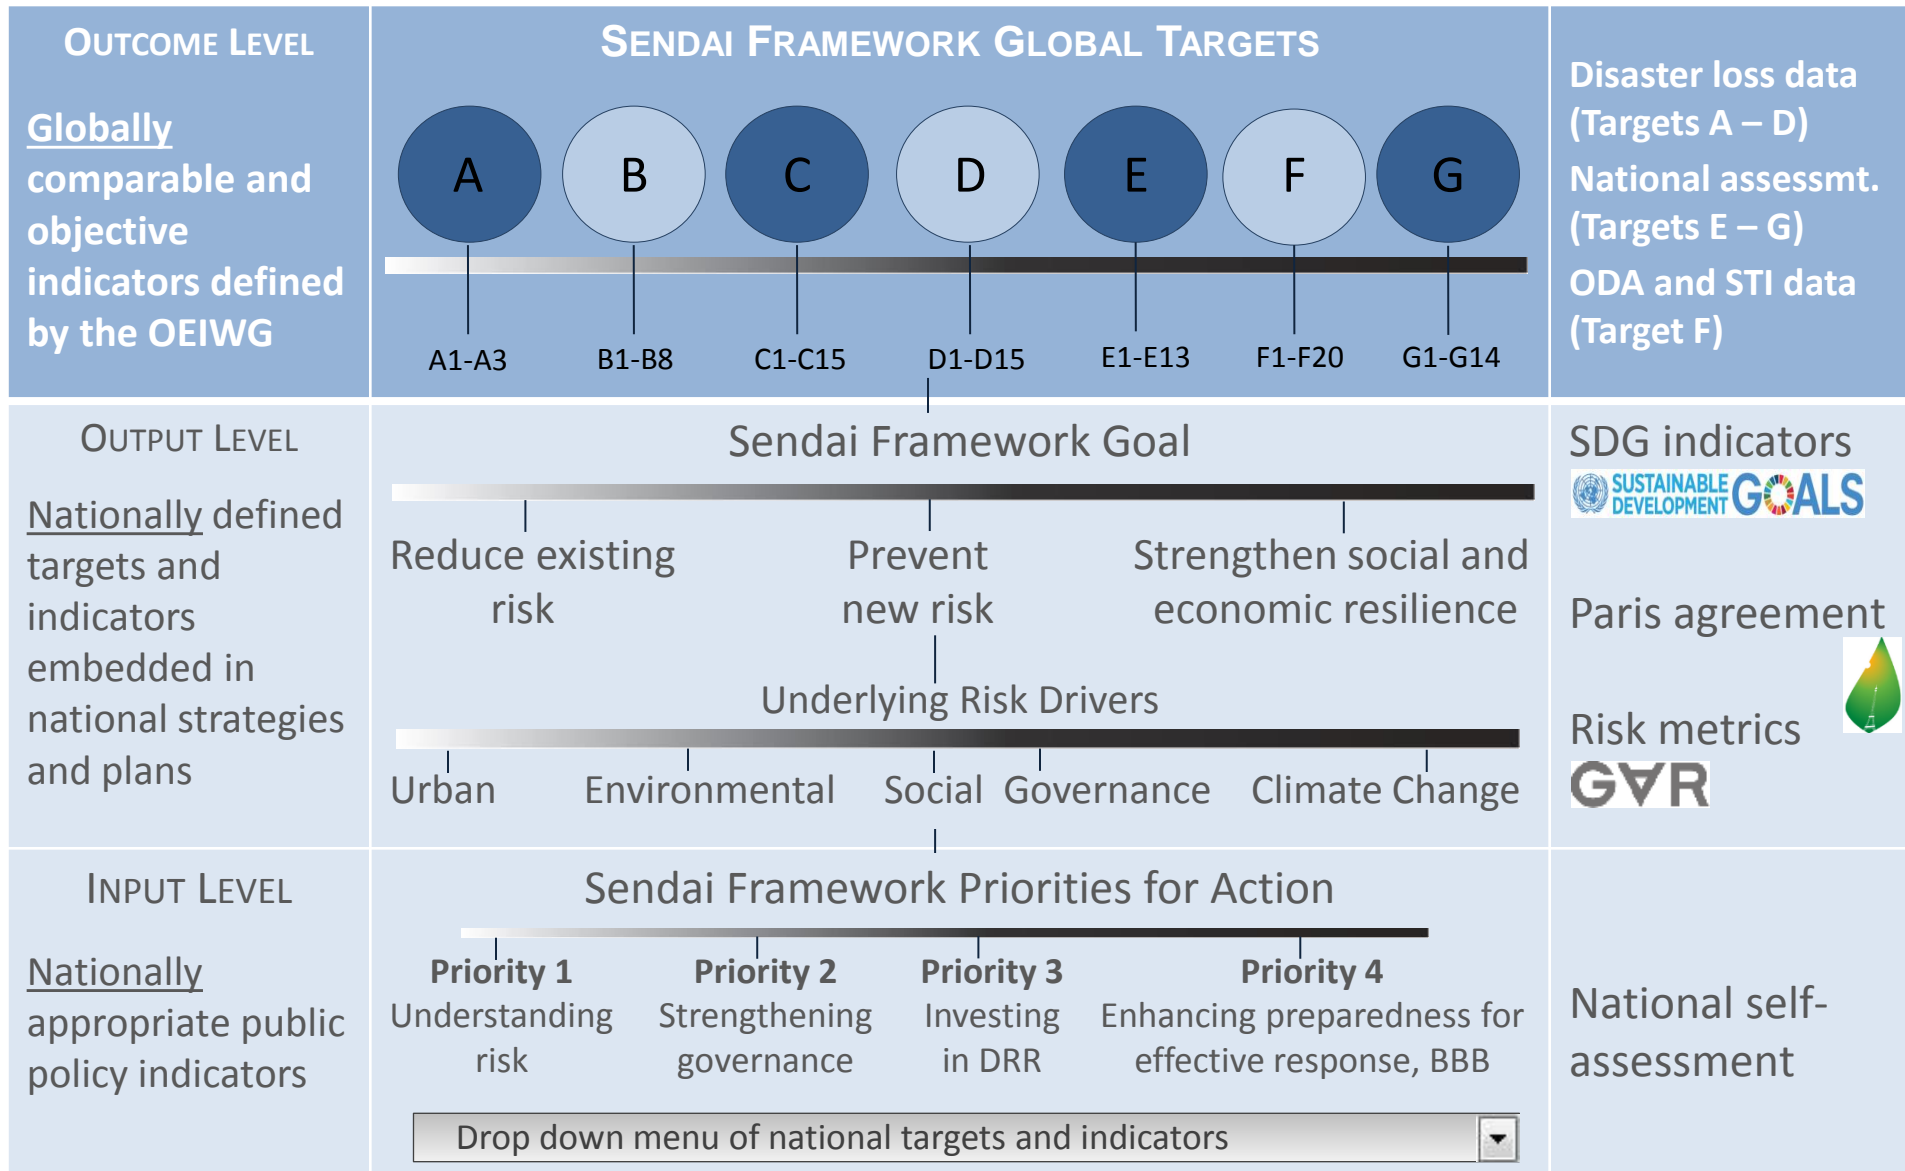 OUTCOME LEVEL
Globally
comparable and
objective
indicators defined
by the OEIWG
SENDAI FRAMEWORK GLOBAL TARGETS
A B C D E F G
A1-A3 B1-B8 C1-C15 D1-D15 E1-E13 F1-F20 G1-G14
Disaster loss data
(Targets A – D)
National assessmt.
(Targets E – G)
ODA and STI data
(Target F)
OUTPUT LEVEL
Nationally defined
targets and
indicators
embedded in
national strategies
and plans
Sendai Framework Goal
Reduce existing
risk
Prevent
new risk
Strengthen social and
economic resilience
Underlying Risk Drivers
Urban Environmental Social Governance Climate Change
SDG indicators
SUSTAINABLE
DEVELOPMENT GOALS
Paris agreement
Risk metrics
GAR
INPUT LEVEL
Nationally
appropriate public
policy indicators
Sendai Framework Priorities for Action
Priority 1
Understanding
risk
Priority 2
Strengthening
governance
Priority 3
Investing
in DRR
Priority 4
Enhancing preparedness for
effective response, BBB
Drop down menu of national targets and indicators
National self-
assessment